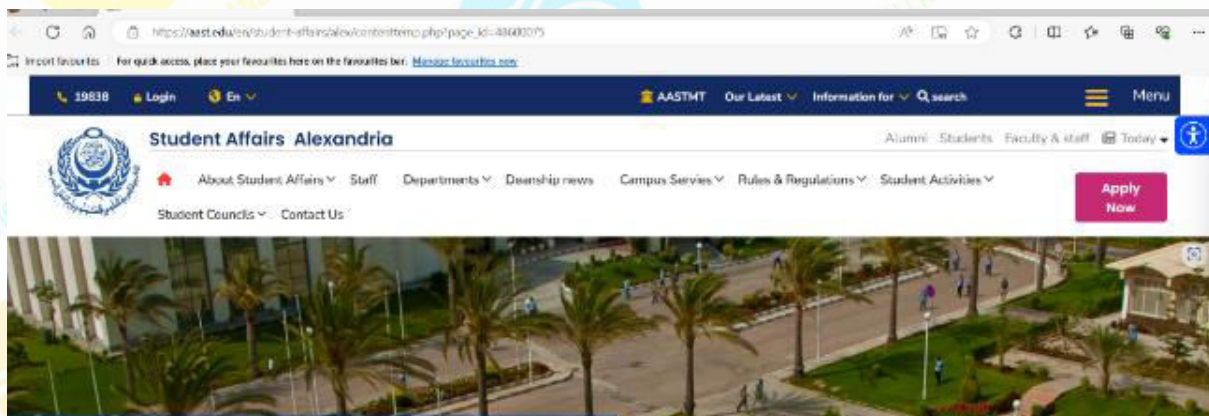 https://aast.edu/en/student-affairs/alex/contenttemp.php?page_id=48600075
Import favourites For quick access, place your favourites here on the favourites bar. Manage favourites now
19838 Login En AASTMT Our Latest Information for search Menu
Student Affairs Alexandria
Alumni Students Faculty & staff Today
About Student Affairs Staff Departments Deanship news Campus Servies Rules & Regulations Student Activities
Student Councils Contact Us
Apply
Now